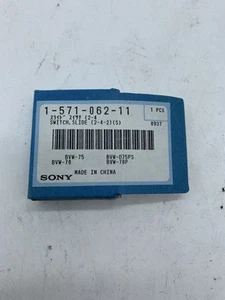 1-571-062-11
1 PCS
SWITCH,SLIDE (2-4-2)(S)
BVW-75 BVW-D75PS
BVW-70 BVW-70P
SONY MADE IN CHINA